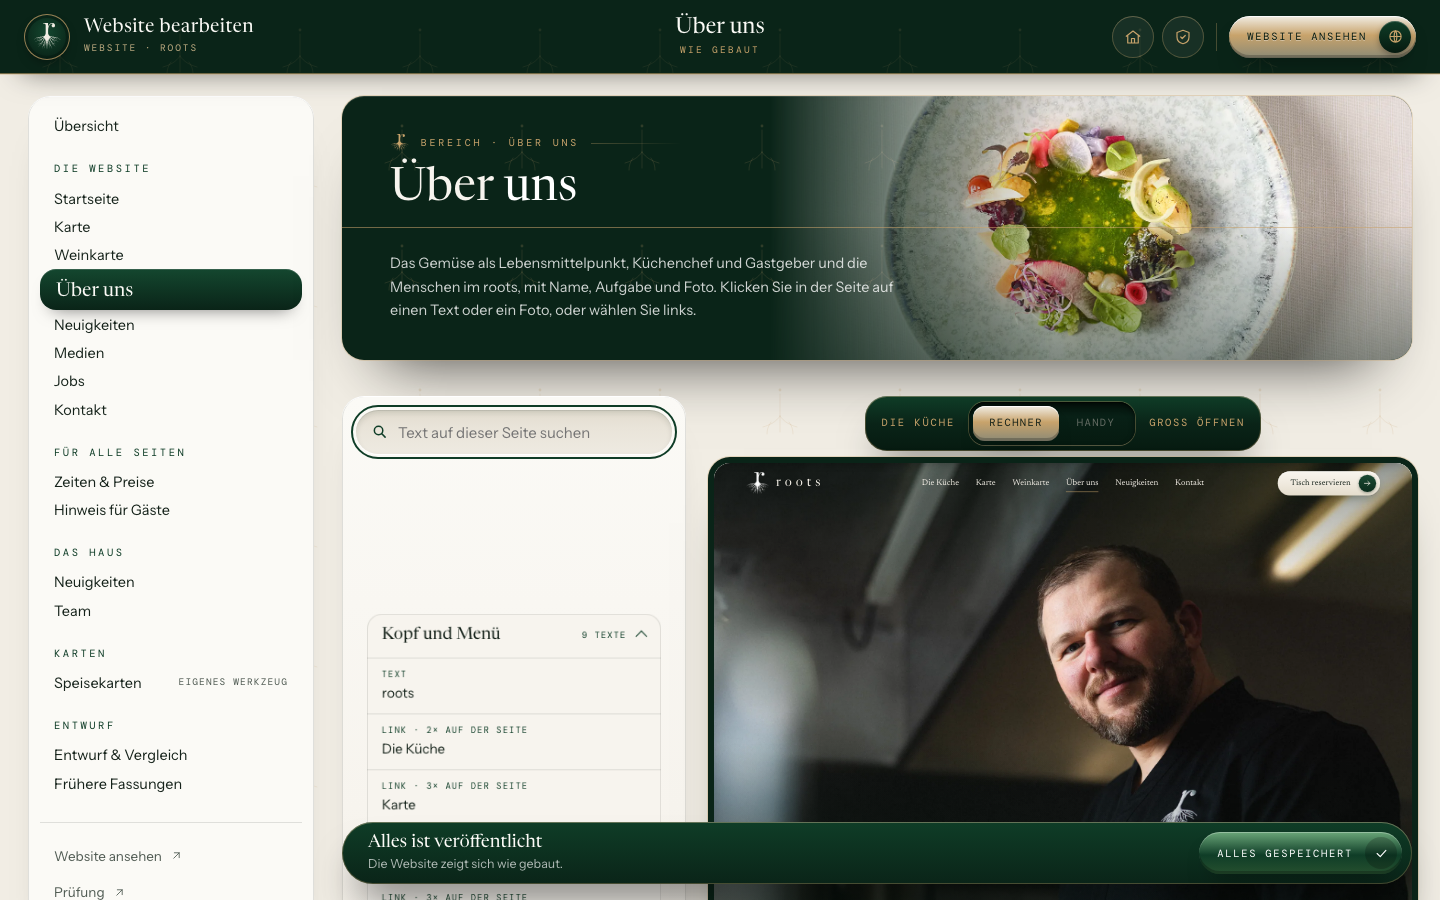 Website bearbeiten
WEBSITE · ROOTS
Über uns
WIE GEBAUT
WEBSITE ANSEHEN
Übersicht
DIE WEBSITE
Startseite
Karte
Weinkarte
Über uns
Neuigkeiten
Medien
Jobs
Kontakt
FÜR ALLE SEITEN
Zeiten & Preise
Hinweis für Gäste
DAS HAUS
Neuigkeiten
Team
KARTEN
Speisekarten EIGENES WERKZEUG
ENTWURF
Entwurf & Vergleich
Frühere Fassungen
Website ansehen
Prüfung
BEREICH · ÜBER UNS
Über uns
Das Gemüse als Lebensmittelpunkt, Küchenchef und Gastgeber und die
Menschen im roots, mit Name, Aufgabe und Foto. Klicken Sie in der Seite auf
einen Text oder ein Foto, oder wählen Sie links.
Text auf dieser Seite suchen
Kopf und Menü 9 TEXTE
TEXT
roots
LINK · 2× AUF DER SEITE
Die Küche
LINK · 3× AUF DER SEITE
Karte
LINK · 3× AUF DER SEITE
DIE KÜCHE RECHNER HANDY GROSS ÖFFNEN
roots Die Küche Karte Weinkarte Über uns Neuigkeiten Kontakt Tisch reservieren
Alles ist veröffentlicht
Die Website zeigt sich wie gebaut.
ALLES GESPEICHERT